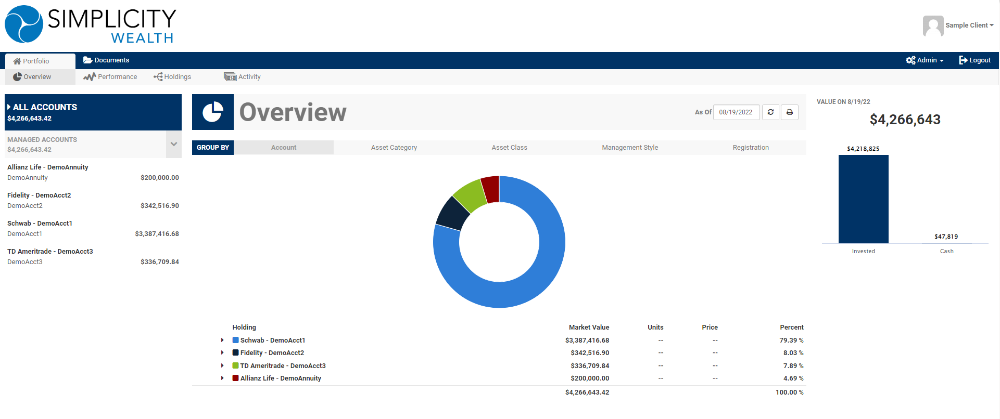 SIMPLICITY
WEALTH
Sample Client
Portfolio
Documents
Admin
Logout
Overview
Performance
Holdings
Activity
ALL ACCOUNTS
$4,266,643.42
MANAGED ACCOUNTS
$4,266,643.42
Allianz Life - DemoAnnuity
DemoAnnuity $200,000.00
Fidelity - DemoAcct2
DemoAcct2 $342,516.90
Schwab - DemoAcct1
DemoAcct1 $3,387,416.68
TD Ameritrade - DemoAcct3
DemoAcct3 $336,709.84
Overview
As Of 08/19/2022
GROUP BY Account Asset Category Asset Class Management Style Registration
Holding Market Value Units Price Percent
Schwab - DemoAcct1 $3,387,416.68 -- -- 79.39 %
Fidelity - DemoAcct2 $342,516.90 -- -- 8.03 %
TD Ameritrade - DemoAcct3 $336,709.84 -- -- 7.89 %
Allianz Life - DemoAnnuity $200,000.00 -- -- 4.69 %
$4,266,643.42 100.00 %
VALUE ON 8/19/22
$4,266,643
$4,218,825
$47,819
Invested Cash